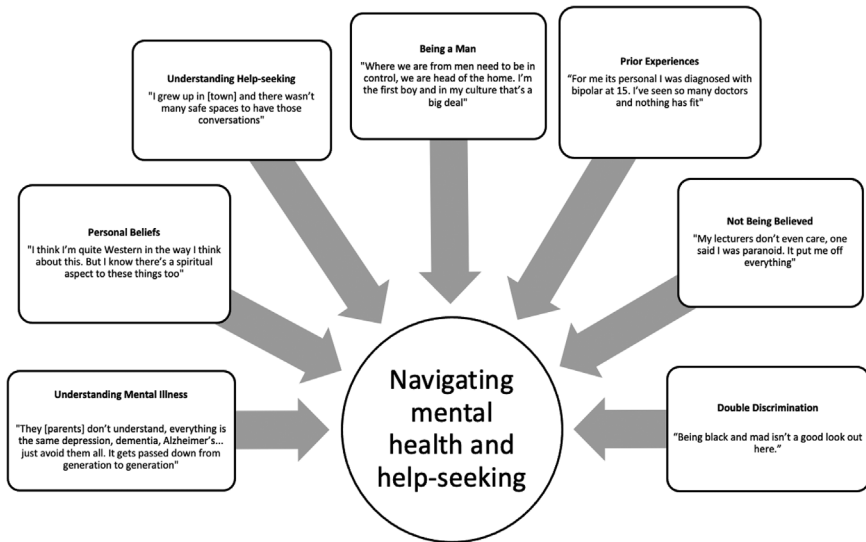 Being a Man
"Where we are from men need to be in
control, we are head of the home. I'm
the first boy and in my culture that's a
big deal"
Prior Experiences
"For me its personal I was diagnosed with
bipolar at 15. I've seen so many doctors
and nothing has fit"
Understanding Help-seeking
"I grew up in [town] and there wasn't
many safe spaces to have those
conversations"
Personal Beliefs
"I think I'm quite Western in the way I
think about this. But I know there's a
spiritual aspect to these things too"
Not Being Believed
"My lecturers don't even care, one
said I was paranoid. It put me off
everything"
Understanding Mental Illness
"They [parents] don't understand, everything is
the same depression, dementia, Alzheimer's...
just avoid them all. It gets passed down from
generation to generation"
Navigating
mental
health and
help-seeking
Double Discrimination
"Being black and mad isn't a good look out
here."